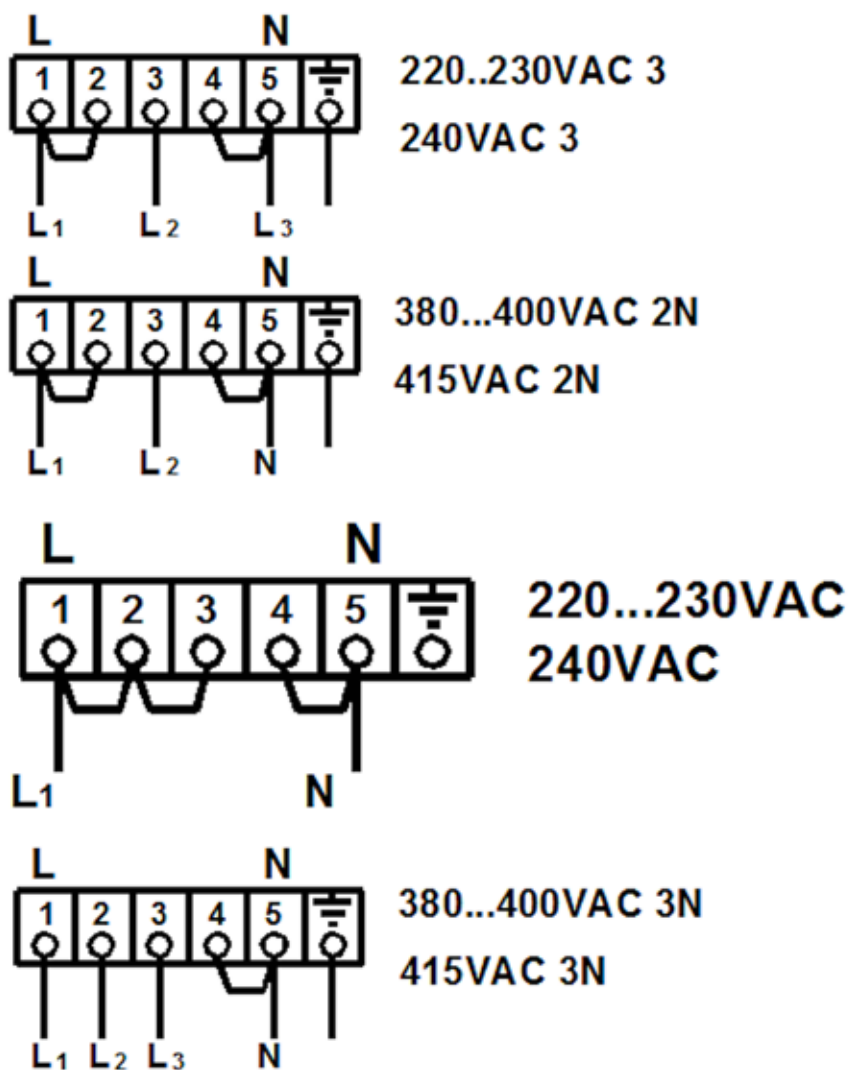 L N
1 2 3 4 5
220..230VAC 3
240VAC 3
L1 L2 L3
L N
1 2 3 4 5
380...400VAC 2N
415VAC 2N
L1 L2 N
L N
1 2 3 4 5
220...230VAC
240VAC
L1 N
L N
1 2 3 4 5
380...400VAC 3N
415VAC 3N
L1 L2 L3 N